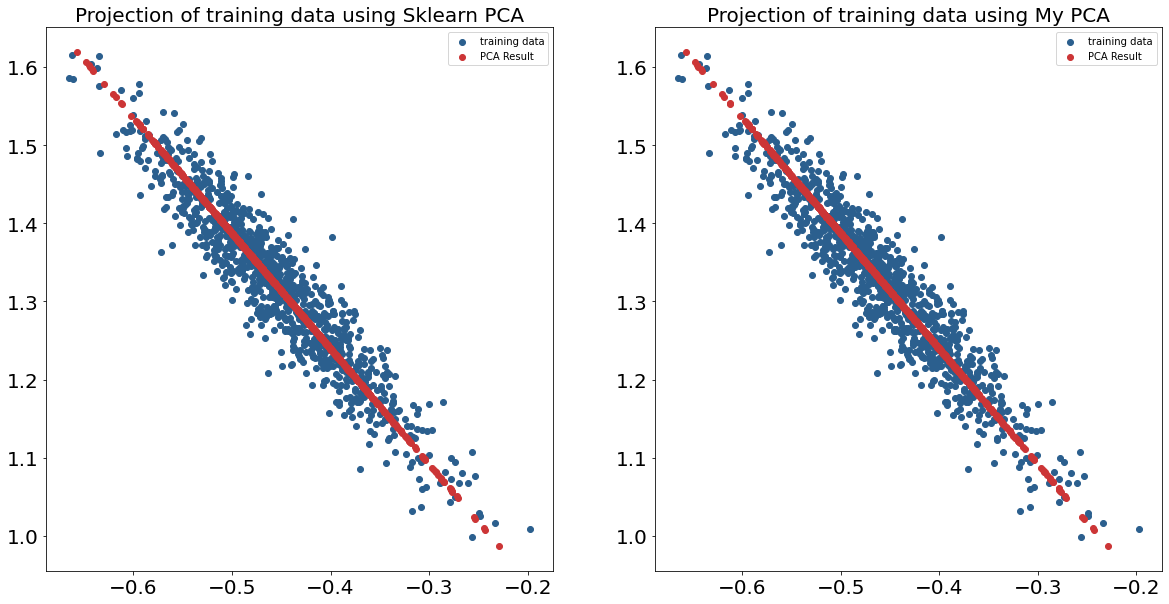 Projection of training data using Sklearn PCA
training data
PCA Result
1.6
1.5
1.4
1.3
1.2
1.1
1.0
−0.6 −0.5 −0.4 −0.3 −0.2
Projection of training data using My PCA
training data
PCA Result
1.6
1.5
1.4
1.3
1.2
1.1
1.0
−0.6 −0.5 −0.4 −0.3 −0.2